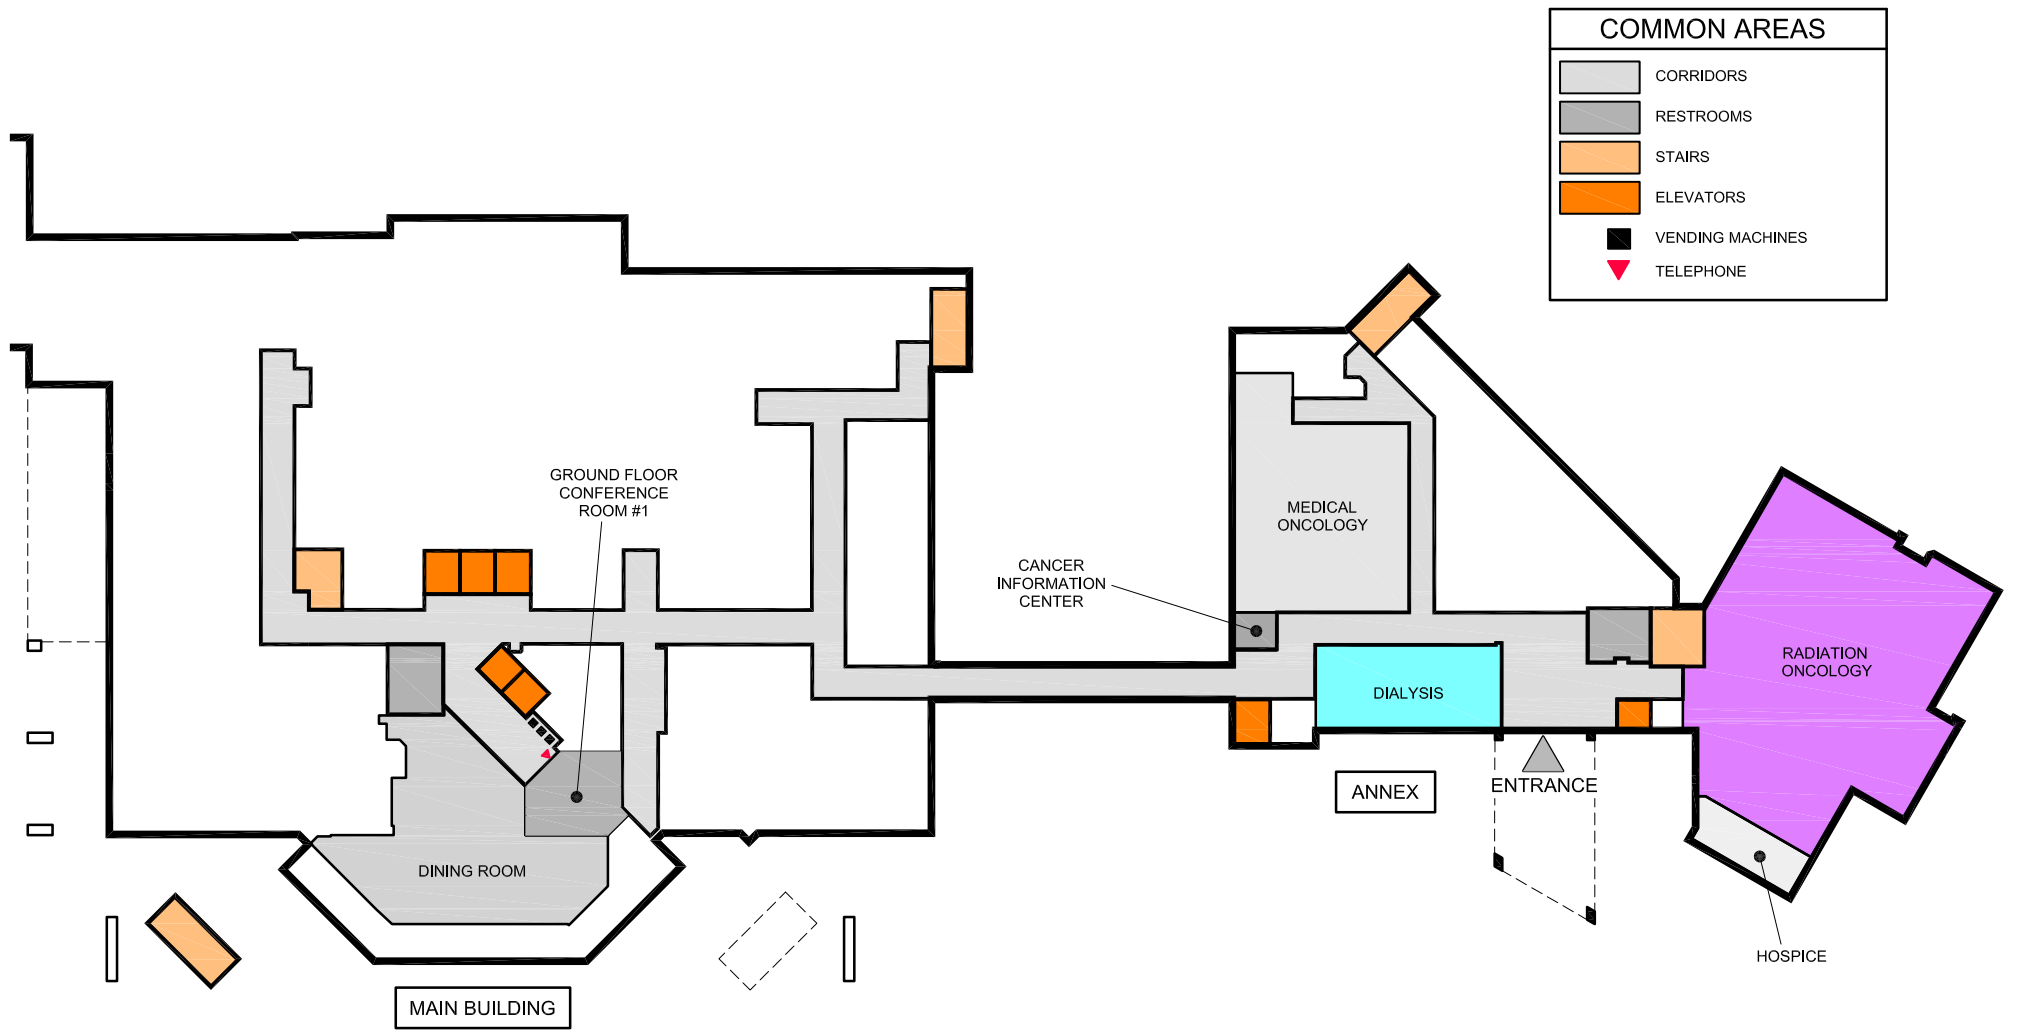 COMMON AREAS
CORRIDORS
RESTROOMS
STAIRS
ELEVATORS
VENDING MACHINES
TELEPHONE
GROUND FLOOR
CONFERENCE
ROOM #1
MEDICAL
ONCOLOGY
CANCER
INFORMATION
CENTER
RADIATION
ONCOLOGY
DIALYSIS
ANNEX
ENTRANCE
DINING ROOM
HOSPICE
MAIN BUILDING